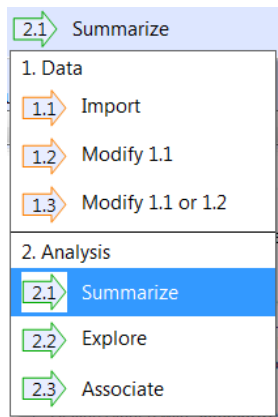 2.1 Summarize
1. Data
1.1 Import
1.2 Modify 1.1
1.3 Modify 1.1 or 1.2
2. Analysis
2.1 Summarize
2.2 Explore
2.3 Associate